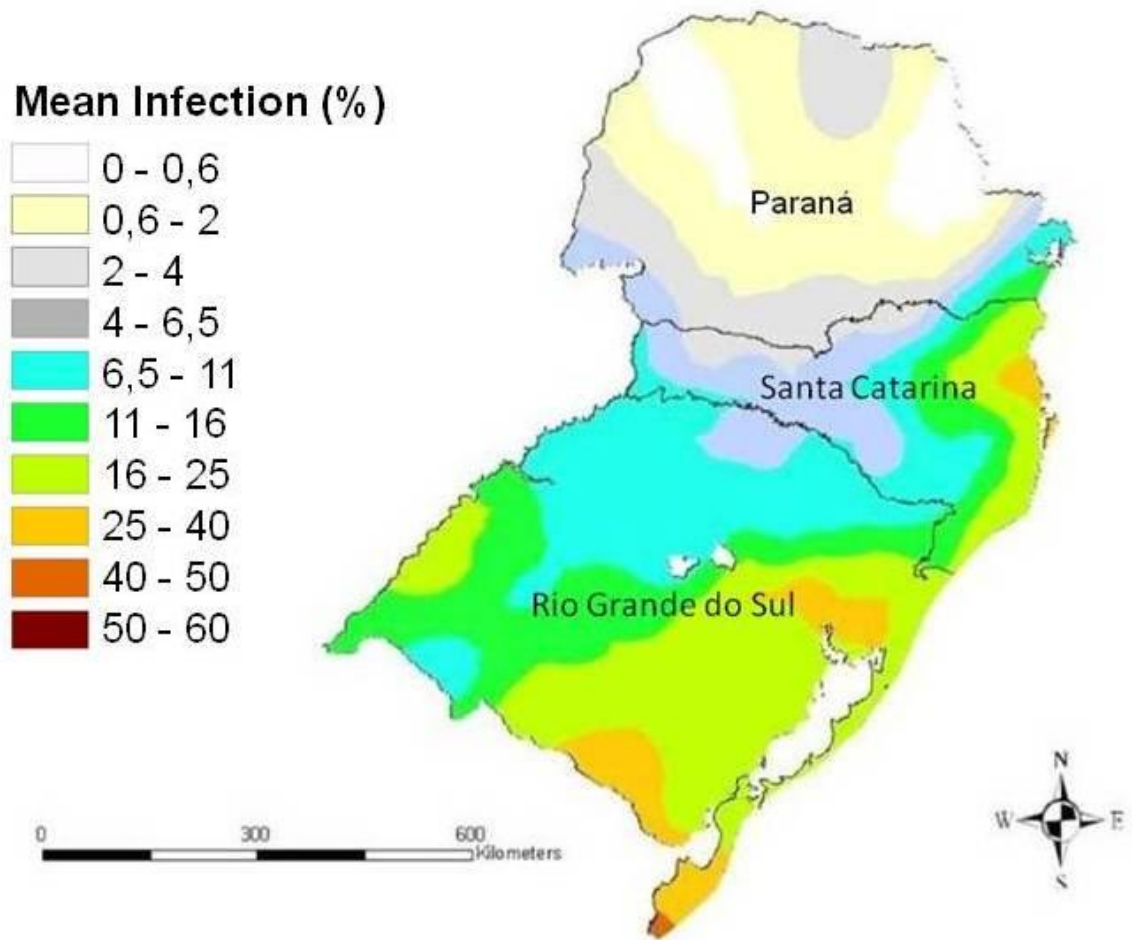 Mean Infection (%)
0 - 0,6
0,6 - 2
2 - 4
4 - 6,5
6,5 - 11
11 - 16
16 - 25
25 - 40
40 - 50
50 - 60
Paraná
Santa Catarina
Rio Grande do Sul
0 300 600
Kilometers
N
W E
S